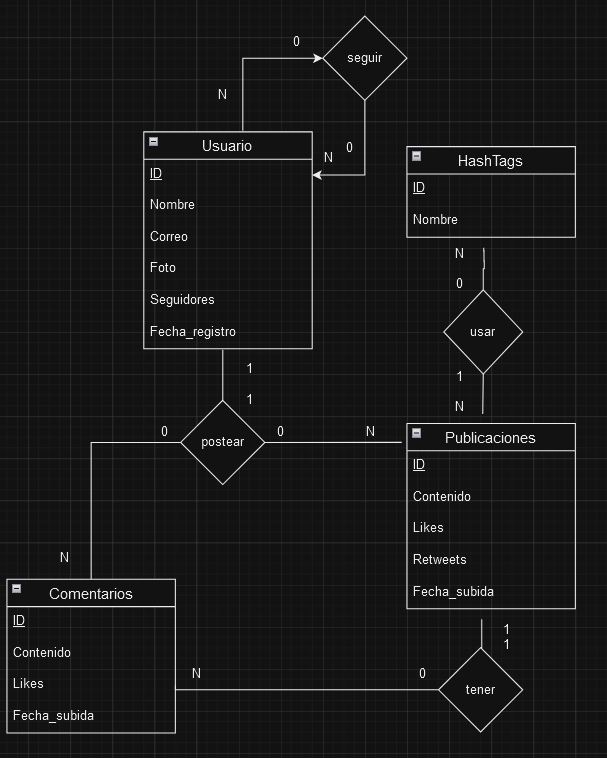 0
seguir
N
0
N
Usuario
ID
Nombre
Correo
Foto
Seguidores
Fecha_registro
HashTags
ID
Nombre
N
0
usar
1
N
1
1
postear
0
0
N
N
Publicaciones
ID
Contenido
Likes
Retweets
Fecha_subida
Comentarios
ID
Contenido
Likes
Fecha_subida
N
0
1
1
tener